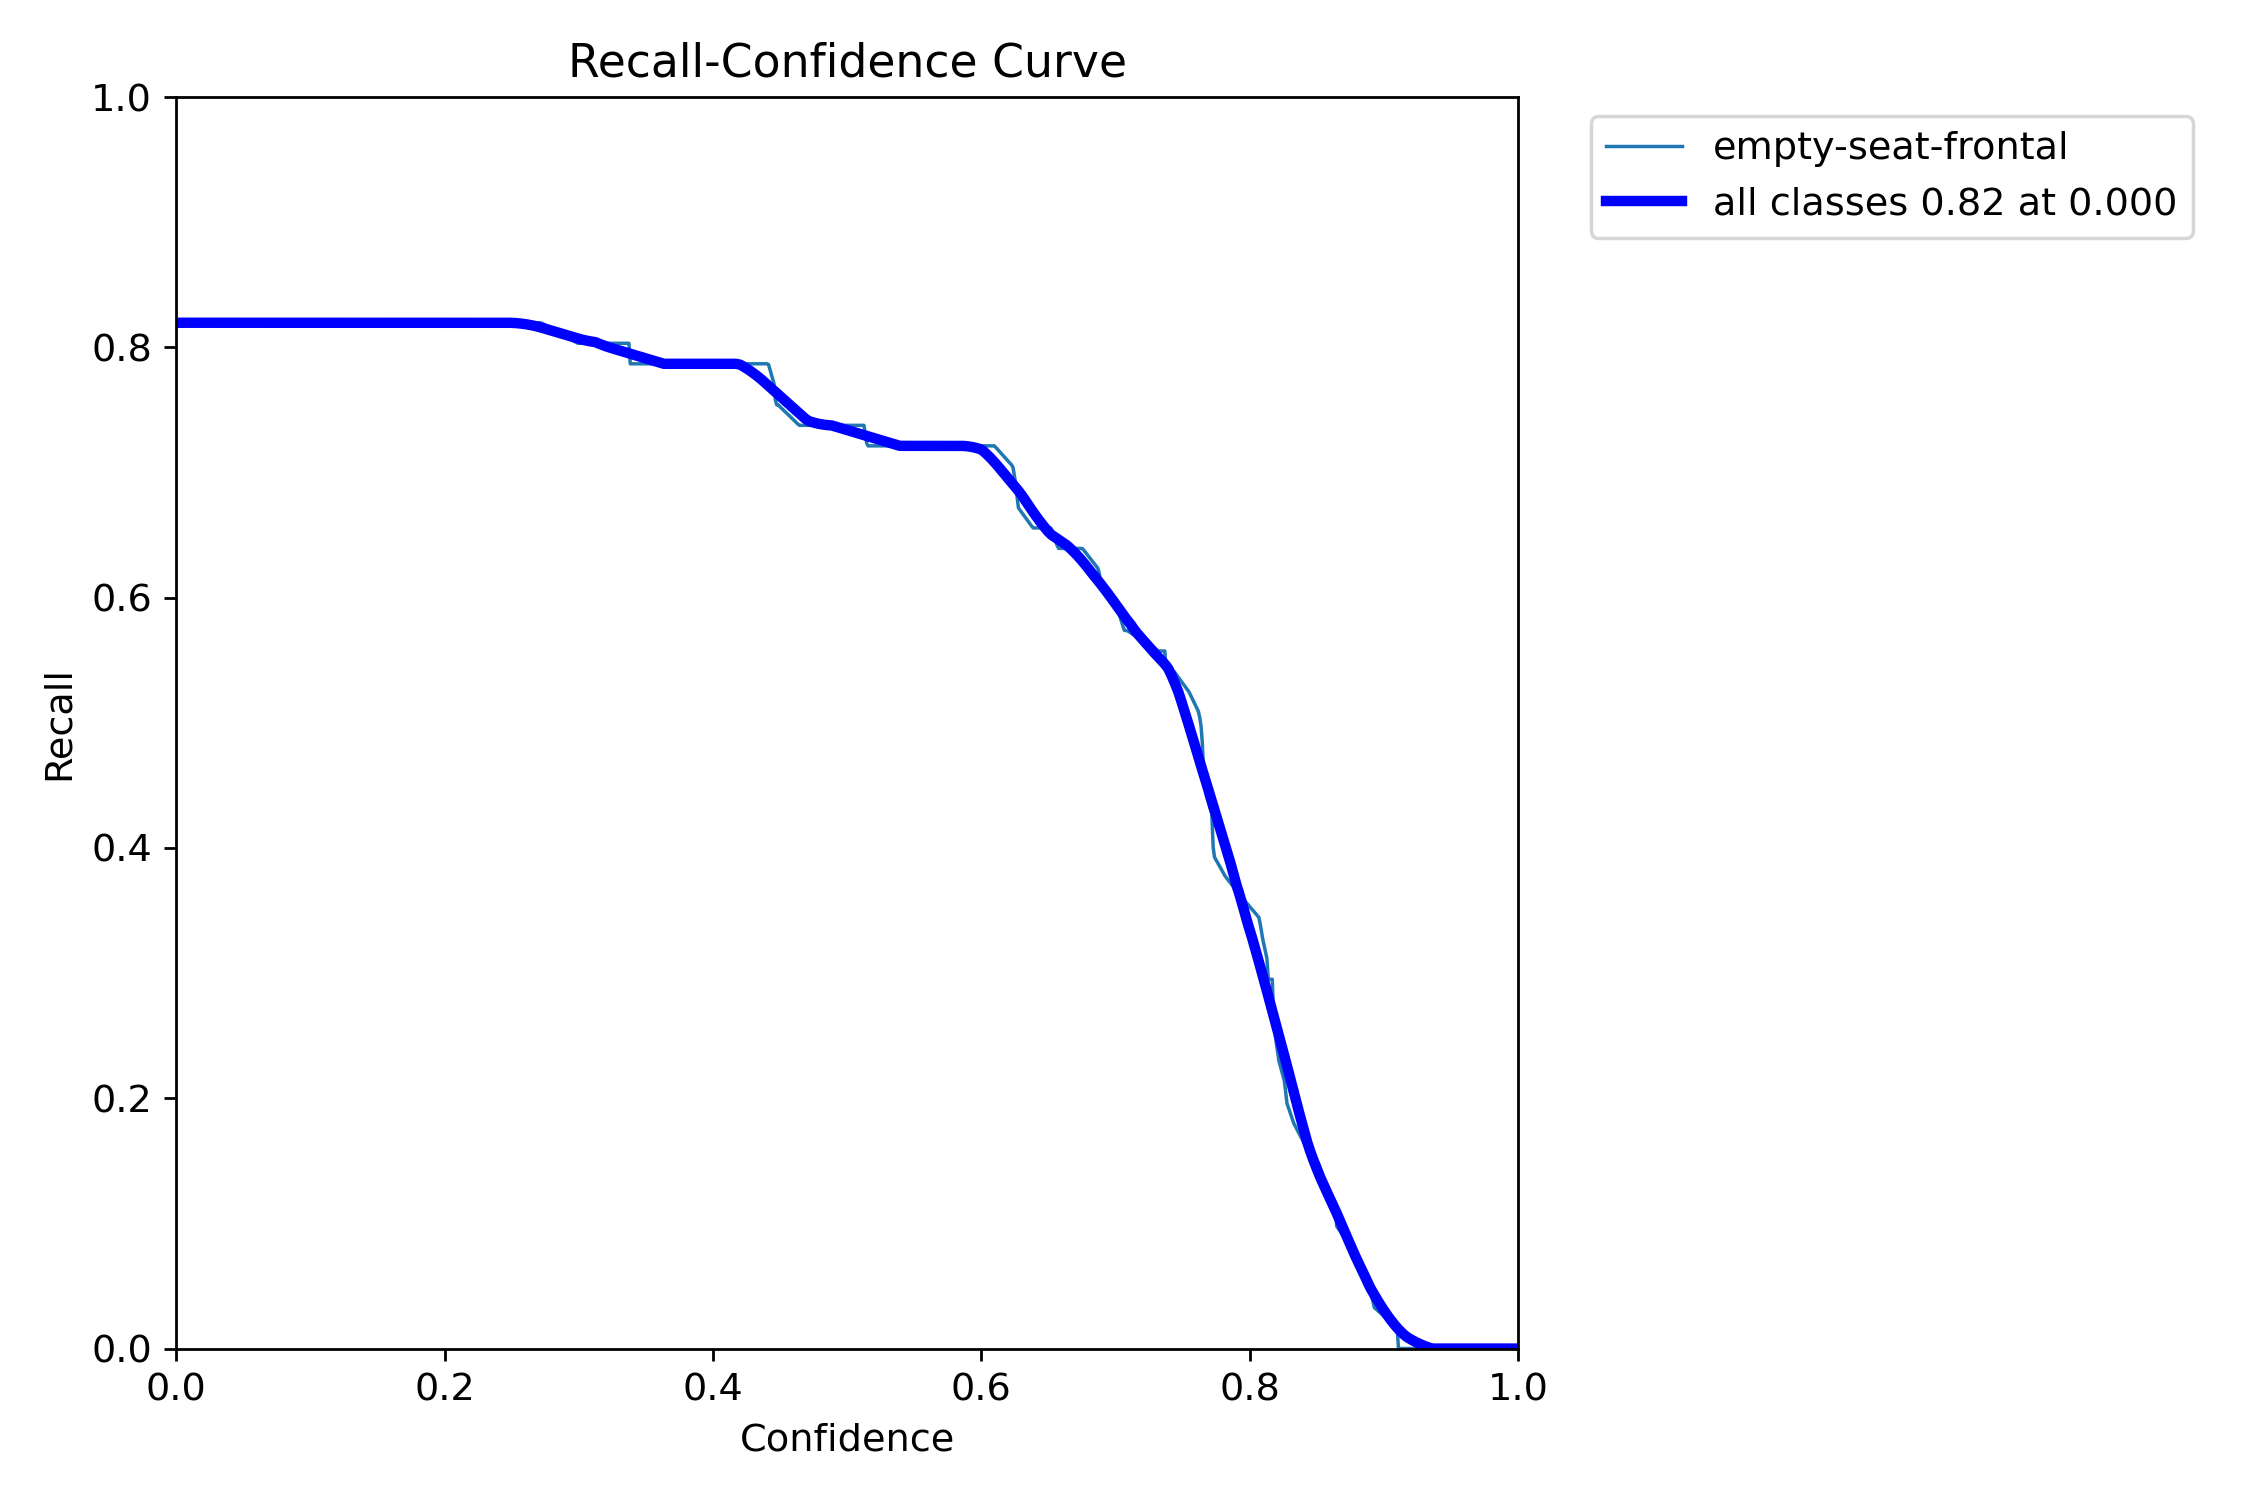 Recall-Confidence Curve
1.0
0.8
0.6
0.4
0.2
0.0
Recall
0.0 0.2 0.4 0.6 0.8 1.0
Confidence
empty-seat-frontal
all classes 0.82 at 0.000